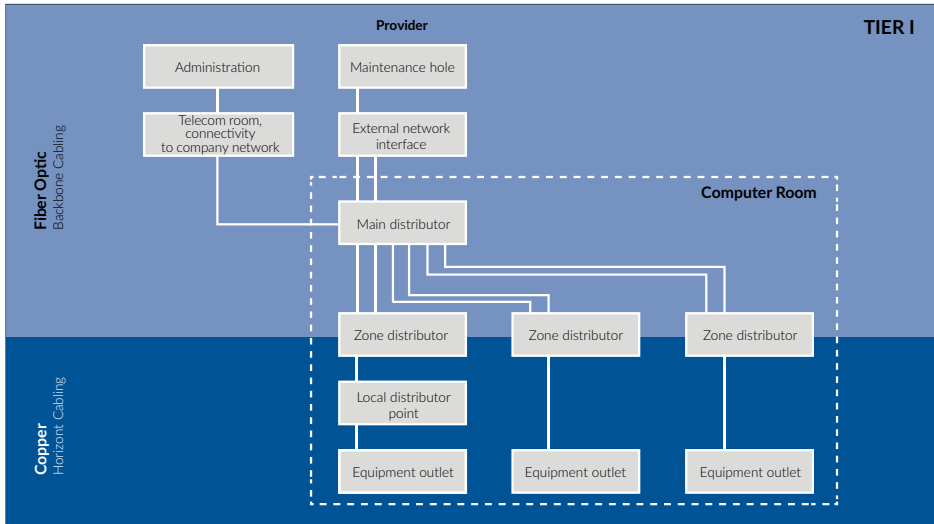 TIER I
Provider
Administration
Maintenance hole
Telecom room,
connectivity
to company network
External network
interface
Fiber Optic
Backbone Cabling
Computer Room
Main distributor
Zone distributor
Zone distributor
Zone distributor
Copper
Horizont Cabling
Local distributor
point
Equipment outlet
Equipment outlet
Equipment outlet